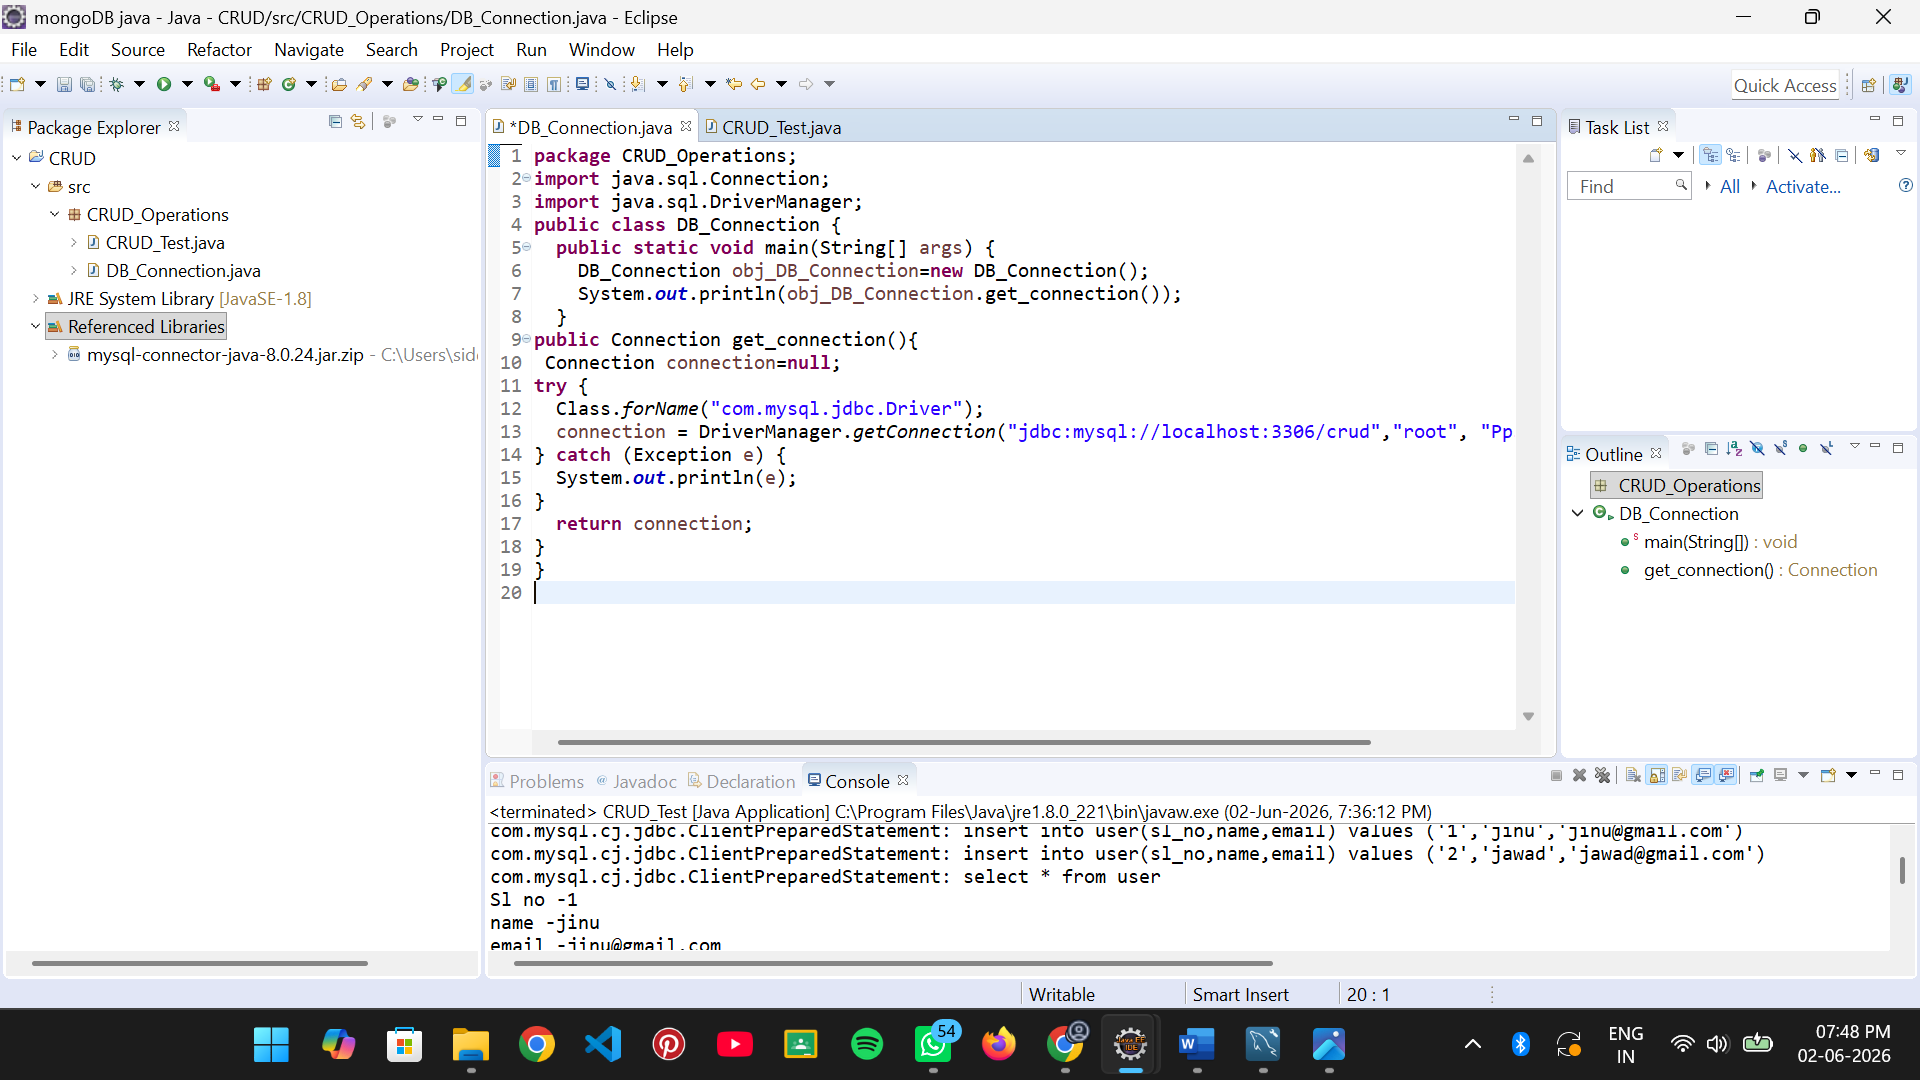 mongoDB java - Java - CRUD/src/CRUD_Operations/DB_Connection.java - Eclipse
File Edit Source Refactor Navigate Search Project Run Window Help
Quick Access
Package Explorer
CRUD
src
CRUD_Operations
CRUD_Test.java
DB_Connection.java
JRE System Library [JavaSE-1.8]
Referenced Libraries
mysql-connector-java-8.0.24.jar.zip - C:\Users\sid
*DB_Connection.java CRUD_Test.java
1 package CRUD_Operations;
2 import java.sql.Connection;
3 import java.sql.DriverManager;
4 public class DB_Connection {
5 public static void main(String[] args) {
6 DB_Connection obj_DB_Connection=new DB_Connection();
7 System.out.println(obj_DB_Connection.get_connection());
8 }
9 public Connection get_connection(){
10 Connection connection=null;
11 try {
12 Class.forName("com.mysql.jdbc.Driver");
13 connection = DriverManager.getConnection("jdbc:mysql://localhost:3306/crud","root", "Pp
14 } catch (Exception e) {
15 System.out.println(e);
16 }
17 return connection;
18 }
19 }
20
Task List
Find All Activate...
Outline
CRUD_Operations
DB_Connection
main(String[]) : void
get_connection() : Connection
Problems Javadoc Declaration Console
<terminated> CRUD_Test [Java Application] C:\Program Files\Java\jre1.8.0_221\bin\javaw.exe (02-Jun-2026, 7:36:12 PM)
com.mysql.cj.jdbc.ClientPreparedStatement: insert into user(sl_no,name,email) values ('1','jinu','jinu@gmail.com')
com.mysql.cj.jdbc.ClientPreparedStatement: insert into user(sl_no,name,email) values ('2','jawad','jawad@gmail.com')
com.mysql.cj.jdbc.ClientPreparedStatement: select * from user
Sl no -1
name -jinu
email -jinu@gmail.com
Writable Smart Insert 20 : 1
54
ENG
IN
07:48 PM
02-06-2026